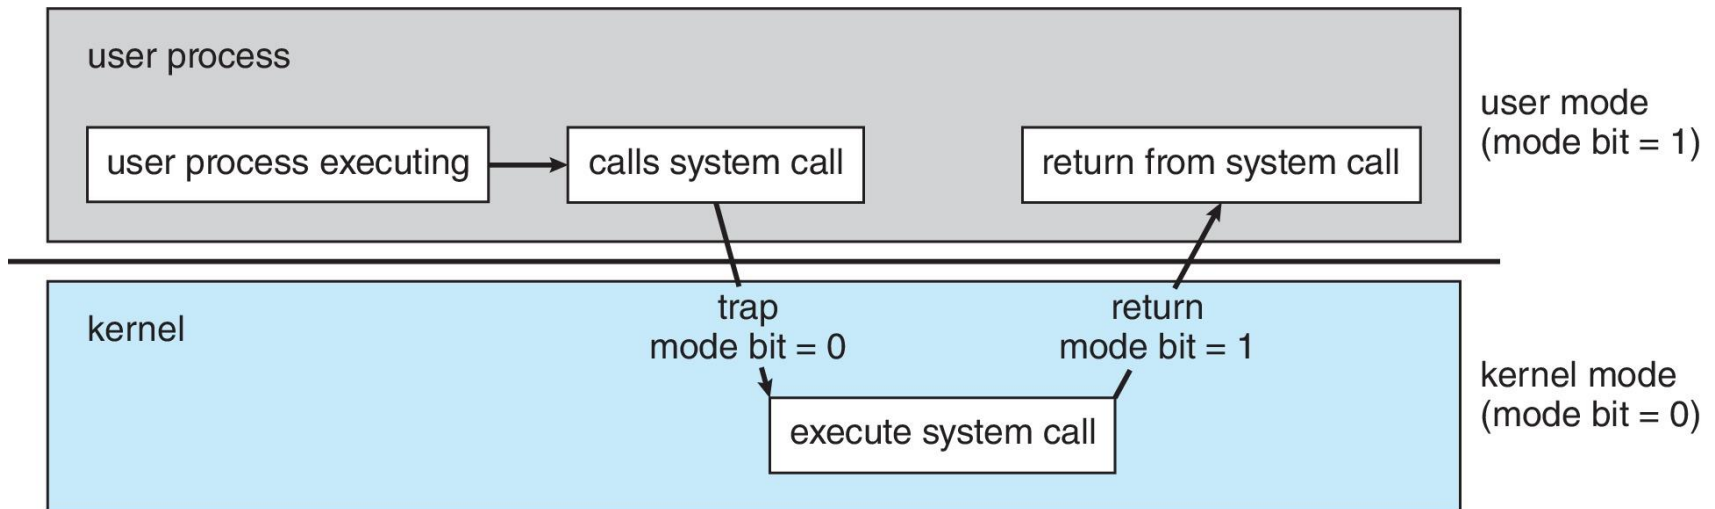 user process
user process executing
calls system call
return from system call
user mode
(mode bit = 1)
kernel
trap
mode bit = 0
return
mode bit = 1
execute system call
kernel mode
(mode bit = 0)